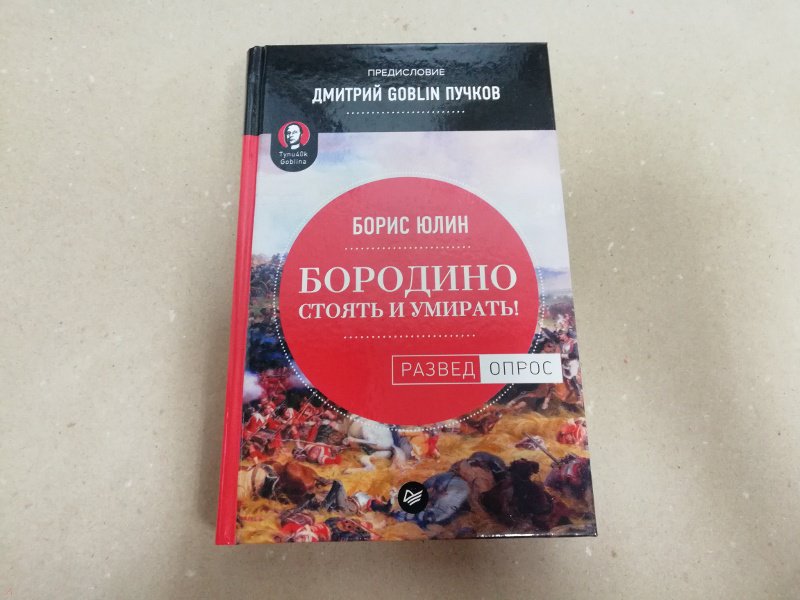 ПРЕДИСЛОВИЕ
ДМИТРИЙ GOBLIN ПУЧКОВ
Tynu40k
Goblina
БОРИС ЮЛИН
БОРОДИНО
СТОЯТЬ И УМИРАТЬ!
РАЗВЕД ОПРОС